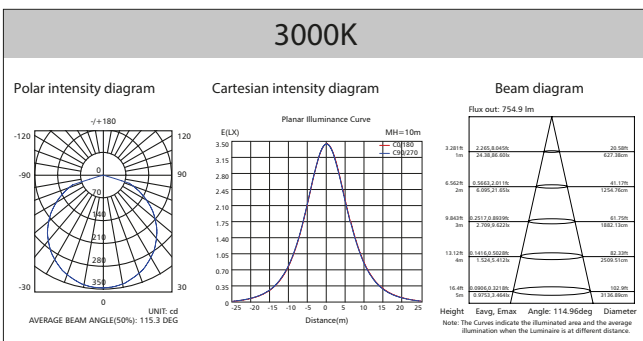 3000K
Polar intensity diagram
-/+180
-120
120
-90
90
-30
30
0
70
140
210
280
350
0
UNIT: cd
AVERAGE BEAM ANGLE(50%): 115.3 DEG
Cartesian intensity diagram
Planar Illuminance Curve
E(LX)
MH=10m
C0/180
C90/270
3.50
3.15
2.80
2.45
2.10
1.75
1.40
1.05
0.70
0.35
0
-25 -20 -15 -10 -5 0 5 10 15 20 25
Distance(m)
Beam diagram
Flux out: 754.9 lm
3.281ft 2.265,8.045fc 20.58ft
1m 24.38,86.60lx 627.38cm
6.562ft 0.5663,2.011fc 41.17ft
2m 6.095,21.65lx 1254.76cm
9.843ft 0.2517,0.8939fc 61.75ft
3m 2.709,9.622lx 1882.13cm
13.12ft 0.1416,0.5028fc 82.33ft
4m 1.524,5.412lx 2509.51cm
16.4ft 0.0906,0.3218fc 102.9ft
5m 0.9753,3.464lx 3136.89cm
Height Eavg, Emax Angle: 114.96deg Diameter
Note: The Curves indicate the illuminated area and the average
illumination when the Luminaire is at different distance.